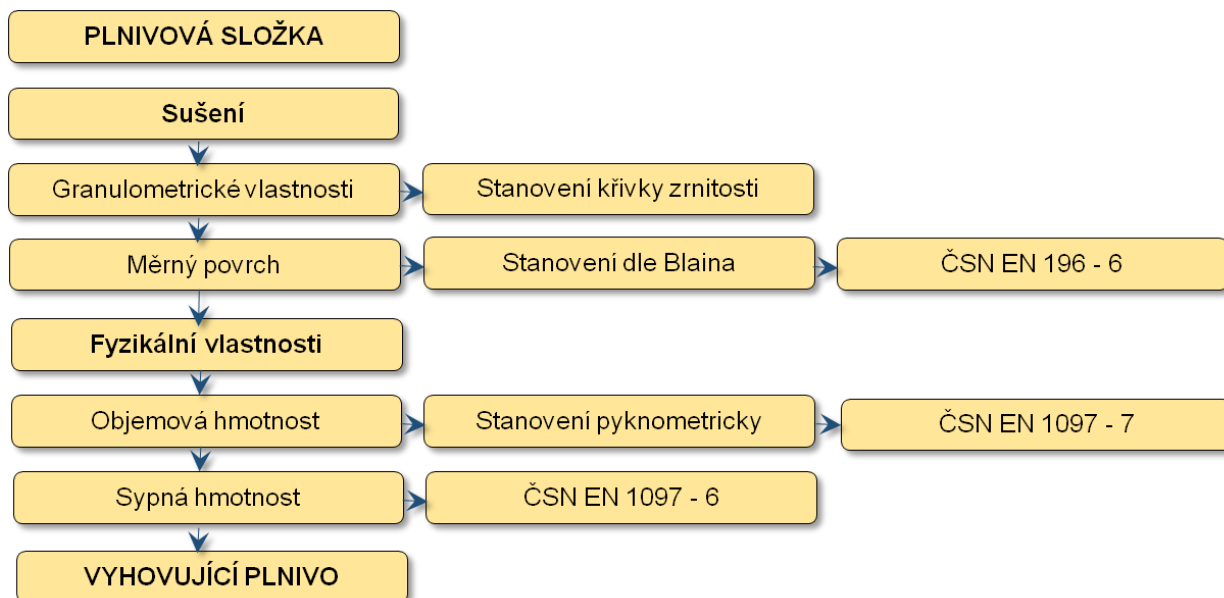 PLNIVOVÁ SLOŽKA
Sušení
Granulometrické vlastnosti
Stanovení křivky zrnitosti
Měrný povrch
Stanovení dle Blaina
ČSN EN 196 - 6
Fyzikální vlastnosti
Objemová hmotnost
Stanovení pyknometricky
ČSN EN 1097 - 7
Sypná hmotnost
ČSN EN 1097 - 6
VYHOVUJÍCÍ PLNIVO